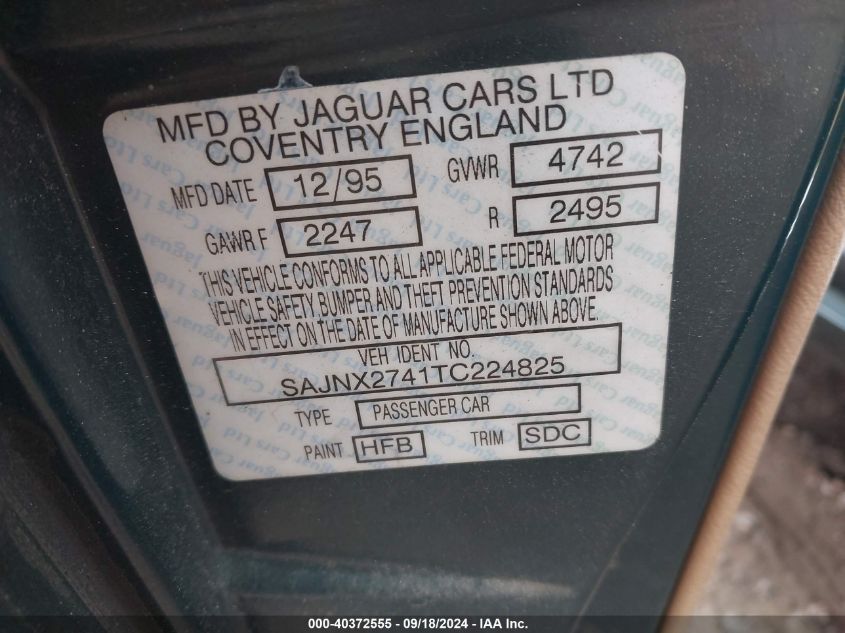 MFD BY JAGUAR CARS LTD
COVENTRY ENGLAND
MFD DATE 12/95 GVWR 4742
GAWR F 2247 R 2495
THIS VEHICLE CONFORMS TO ALL APPLICABLE FEDERAL MOTOR
VEHICLE SAFETY, BUMPER AND THEFT PREVENTION STANDARDS
IN EFFECT ON THE DATE OF MANUFACTURE SHOWN ABOVE.
VEH IDENT NO.
SAJNX2741TC224825
TYPE PASSENGER CAR
PAINT HFB TRIM SDC
000-40372555 - 09/18/2024 - IAA Inc.